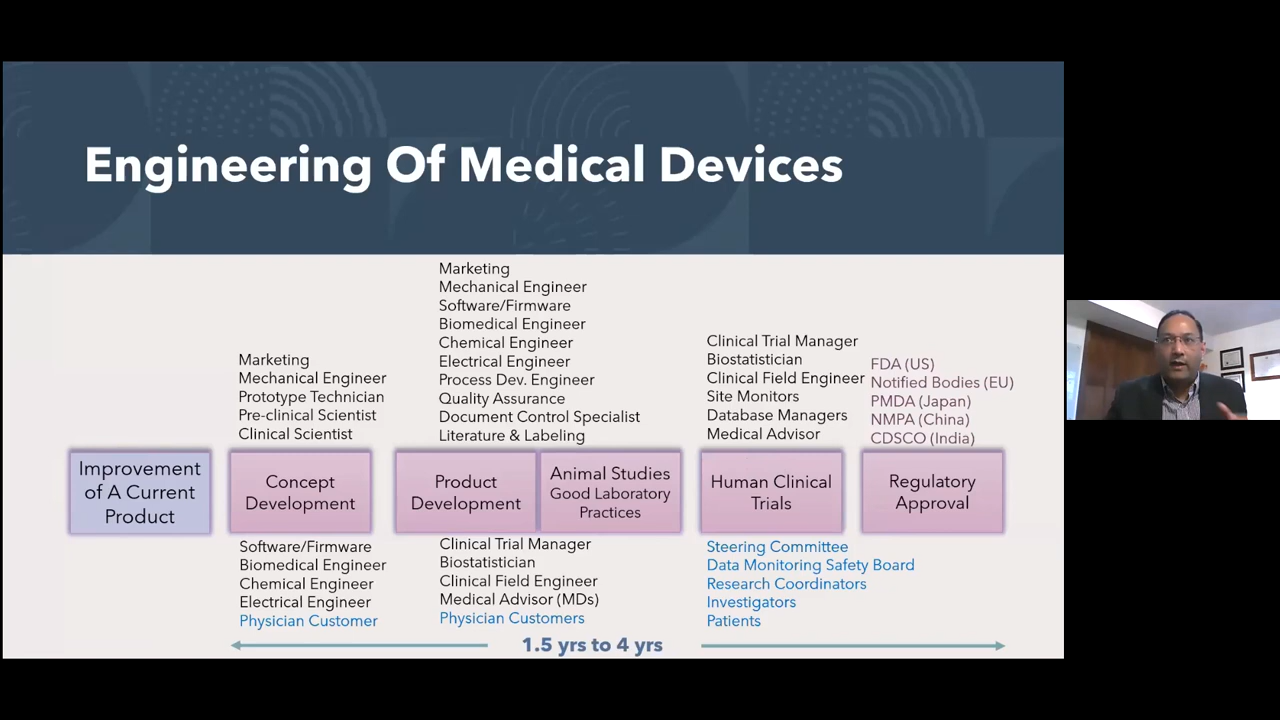 Engineering Of Medical Devices
Marketing
Mechanical Engineer
Prototype Technician
Pre-clinical Scientist
Clinical Scientist
Marketing
Mechanical Engineer
Software/Firmware
Biomedical Engineer
Chemical Engineer
Electrical Engineer
Process Dev. Engineer
Quality Assurance
Document Control Specialist
Literature & Labeling
Clinical Trial Manager
Biostatistician
Clinical Field Engineer
Site Monitors
Database Managers
Medical Advisor
FDA (US)
Notified Bodies (EU)
PMDA (Japan)
NMPA (China)
CDSCO (India)
Improvement
of A Current
Product
Concept
Development
Product
Development
Animal Studies
Good Laboratory
Practices
Human Clinical
Trials
Regulatory
Approval
Software/Firmware
Biomedical Engineer
Chemical Engineer
Electrical Engineer
Physician Customer
Clinical Trial Manager
Biostatistician
Clinical Field Engineer
Medical Advisor (MDs)
Physician Customers
Steering Committee
Data Monitoring Safety Board
Research Coordinators
Investigators
Patients
1.5 yrs to 4 yrs